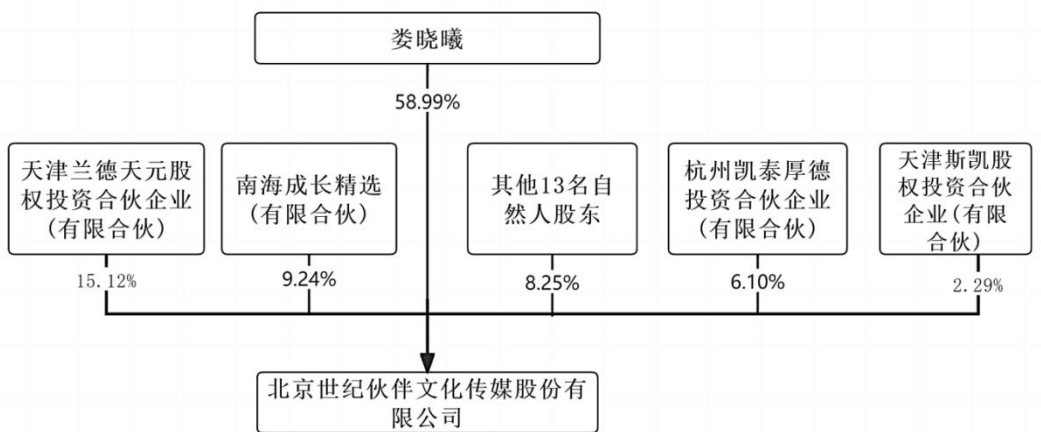 娄晓曦
58.99%
天津兰德天元股
权投资合伙企业
(有限合伙)
南海成长精选
(有限合伙)
其他13名自
然人股东
杭州凯泰厚德
投资合伙企业
(有限合伙)
天津斯凯股
权投资合伙
企业(有限
合伙)
15.12%
9.24%
8.25%
6.10%
2.29%
北京世纪伙伴文化传媒股份有
限公司